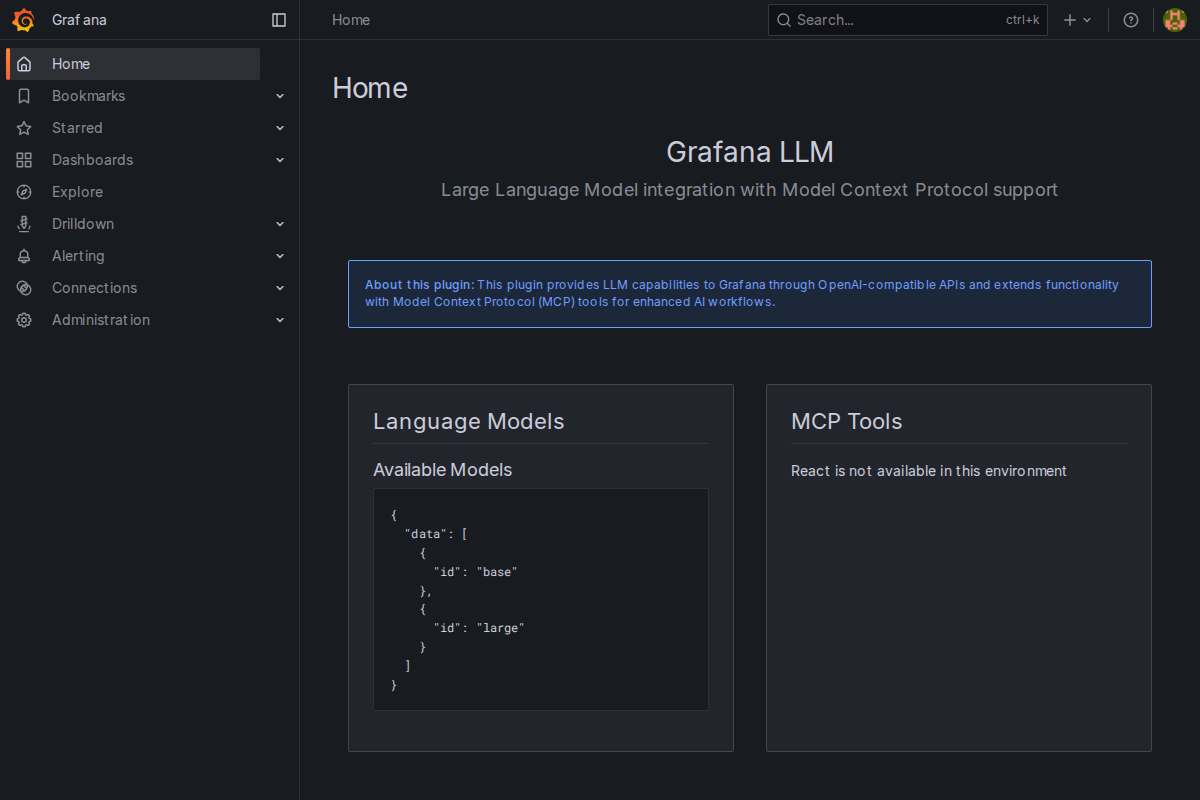 Grafana
Home
Search...
ctrl+k
Home
Bookmarks
Starred
Dashboards
Explore
Drilldown
Alerting
Connections
Administration
Home
Grafana LLM
Large Language Model integration with Model Context Protocol support
About this plugin: This plugin provides LLM capabilities to Grafana through OpenAI-compatible APIs and extends functionality
with Model Context Protocol (MCP) tools for enhanced AI workflows.
Language Models
Available Models
{
  "data": [
    {
      "id": "base"
    },
    {
      "id": "large"
    }
  ]
}
MCP Tools
React is not available in this environment